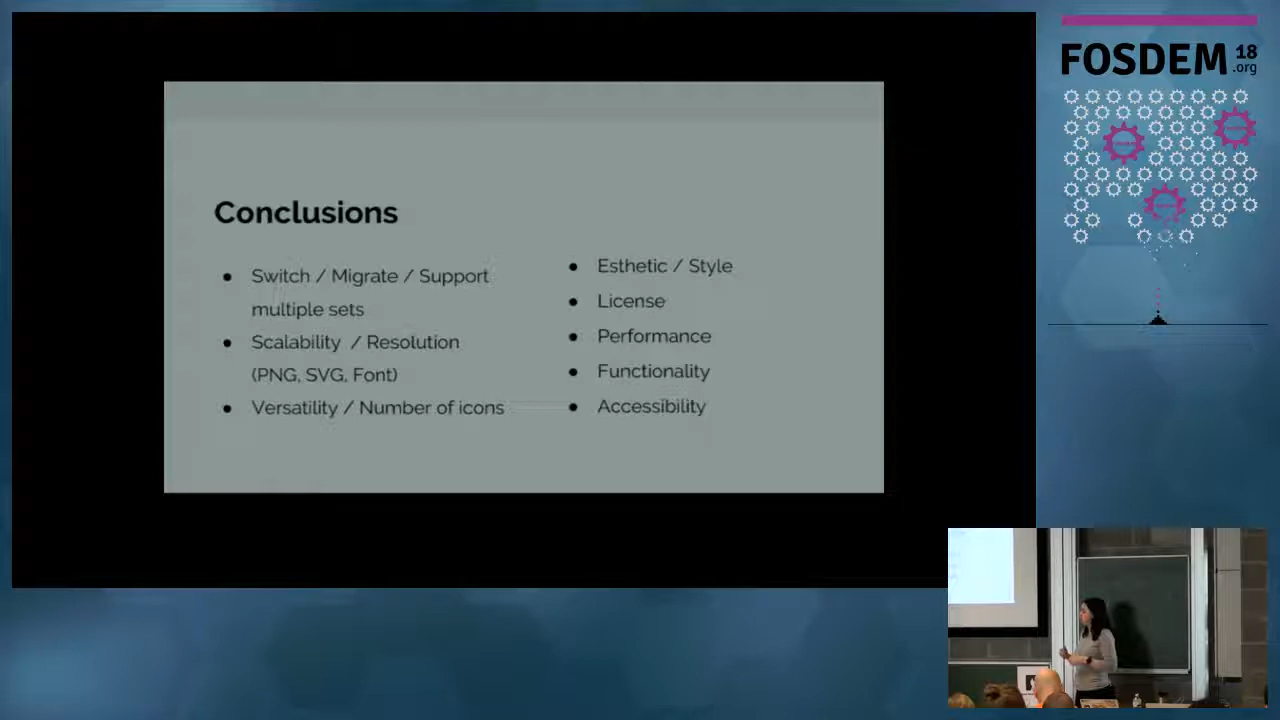 Conclusions
● Switch / Migrate / Support
multiple sets
● Scalability / Resolution
(PNG, SVG, Font)
● Versatility / Number of icons
● Esthetic / Style
● License
● Performance
● Functionality
● Accessibility
FOSDEM 18
.org